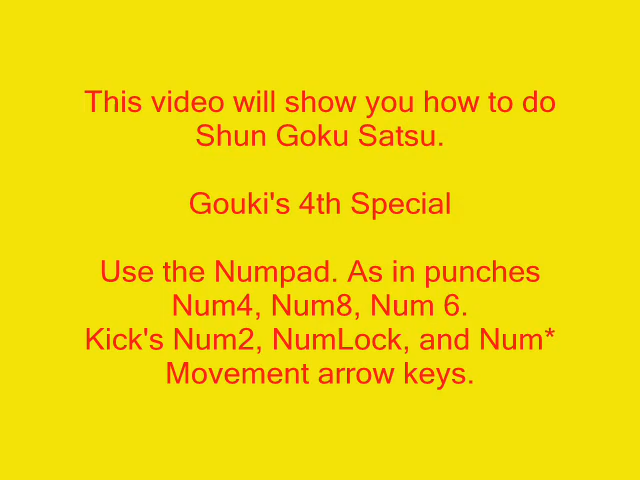 This video will show you how to do
Shun Goku Satsu.
Gouki's 4th Special
Use the Numpad. As in punches
Num4, Num8, Num 6.
Kick's Num2, NumLock, and Num*
Movement arrow keys.